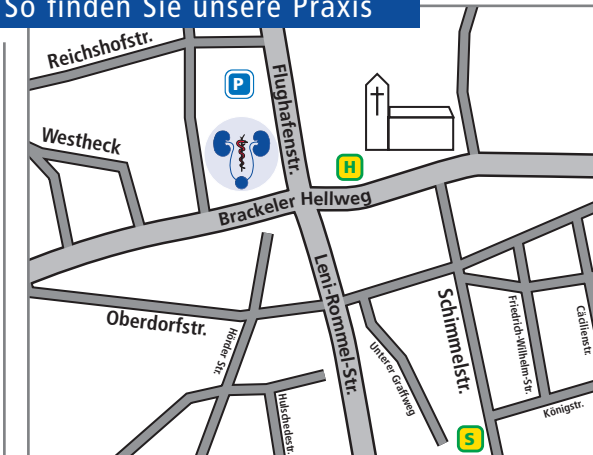 So finden Sie unsere Praxis
Reichshofstr.
Flughafenstr.
P
Westheck
H
Brackeler Hellweg
Leni-Rommel-Str.
Oberdorfstr.
Hörder Str.
Schimmelstr.
Friedrich-Wilhelm-Str.
Cäcilienstr.
Unterer Graffweg
Hulschedestr.
Königstr.
S